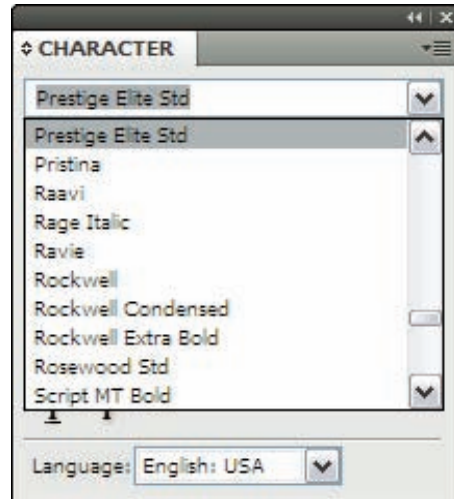 CHARACTER
Prestige Elite Std
Prestige Elite Std
Pristina
Raavi
Rage Italic
Ravie
Rockwell
Rockwell Condensed
Rockwell Extra Bold
Rosewood Std
Script MT Bold
Language: English: USA